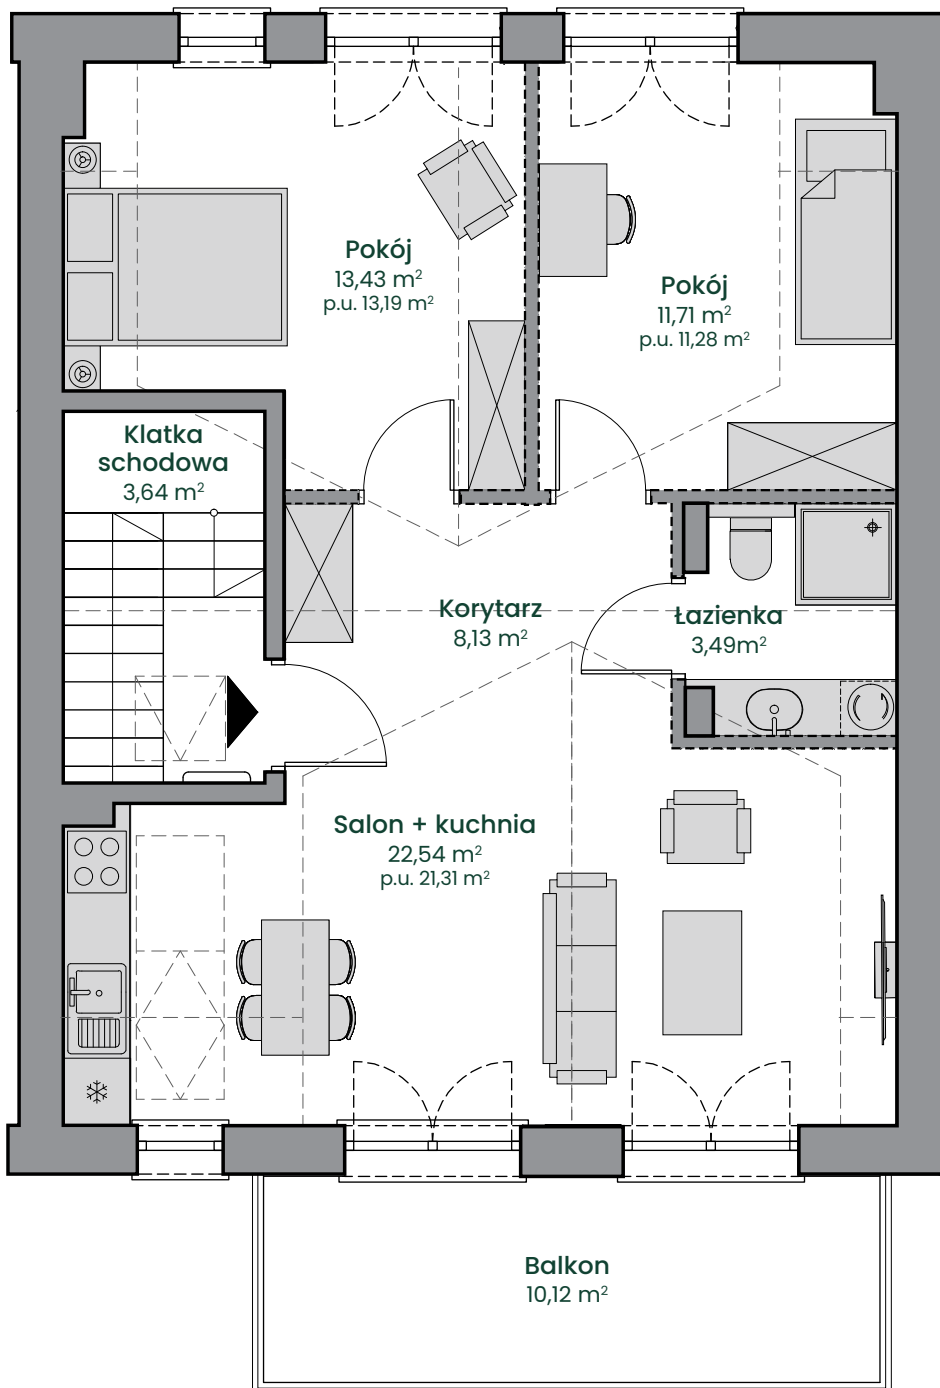 Pokój
13,43 m²
p.u. 13,19 m²
Pokój
11,71 m²
p.u. 11,28 m²
Klatka
schodowa
3,64 m²
Korytarz
8,13 m²
Łazienka
3,49m²
Salon + kuchnia
22,54 m²
p.u. 21,31 m²
Balkon
10,12 m²